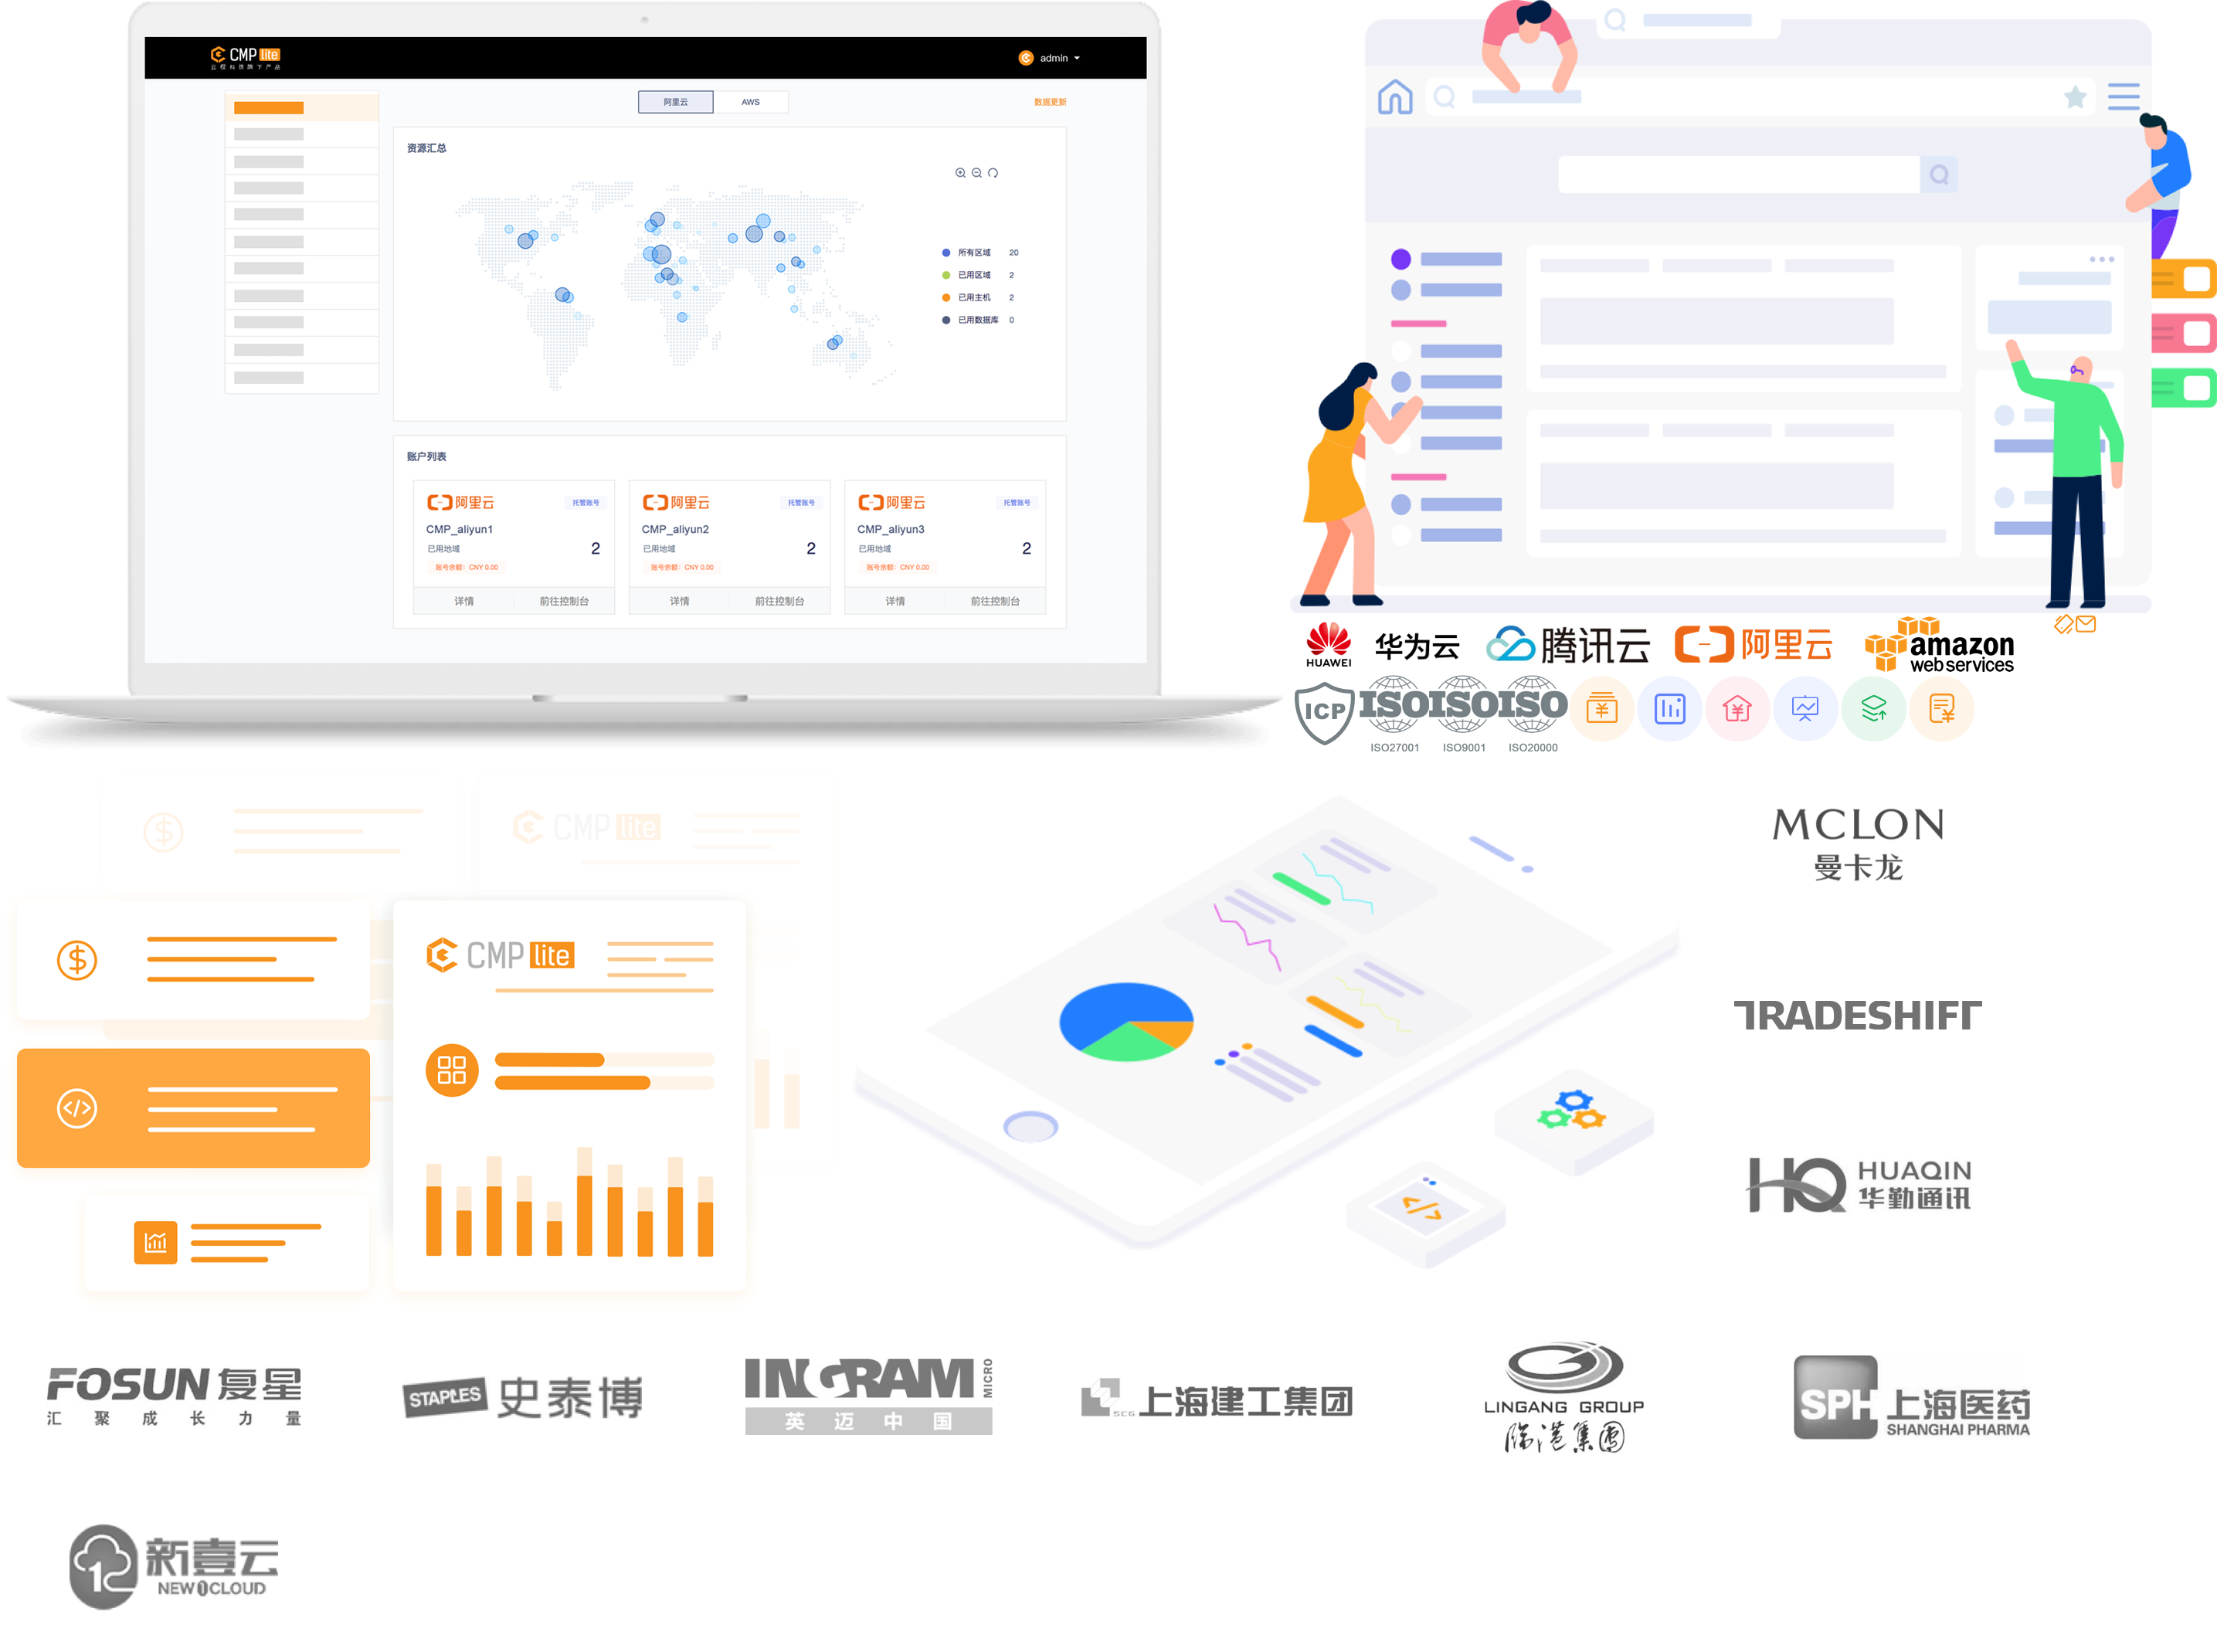 CMP lite
云权科技旗下产品
admin
阿里云
AWS
数据更新
资源汇总
所有区域 20
已用区域 2
已用主机 2
已用数据库 0
账户列表
阿里云 托管账号
CMP_aliyun1
已用地域 2
账号余额: CNY 0.00
详情 前往控制台
阿里云 托管账号
CMP_aliyun2
已用地域 2
账号余额: CNY 0.00
详情 前往控制台
阿里云 托管账号
CMP_aliyun3
已用地域 2
账号余额: CNY 0.00
详情 前往控制台
HUAWEI
华为云
腾讯云
阿里云
amazon
web services
ICP
ISO
ISO27001
ISO
ISO9001
ISO
ISO20000
CMP lite
CMP lite
MCLON
曼卡龙
TRADESHIFT
HQ HUAQIN
华勤通讯
FOSUN 复星
汇聚成长力量
STAPLES 史泰博
INGRAM MICRO
英迈中国
SCG 上海建工集团
LINGANG GROUP
临港集團
SPH 上海医药
SHANGHAI PHARMA
新壹云
NEW1CLOUD